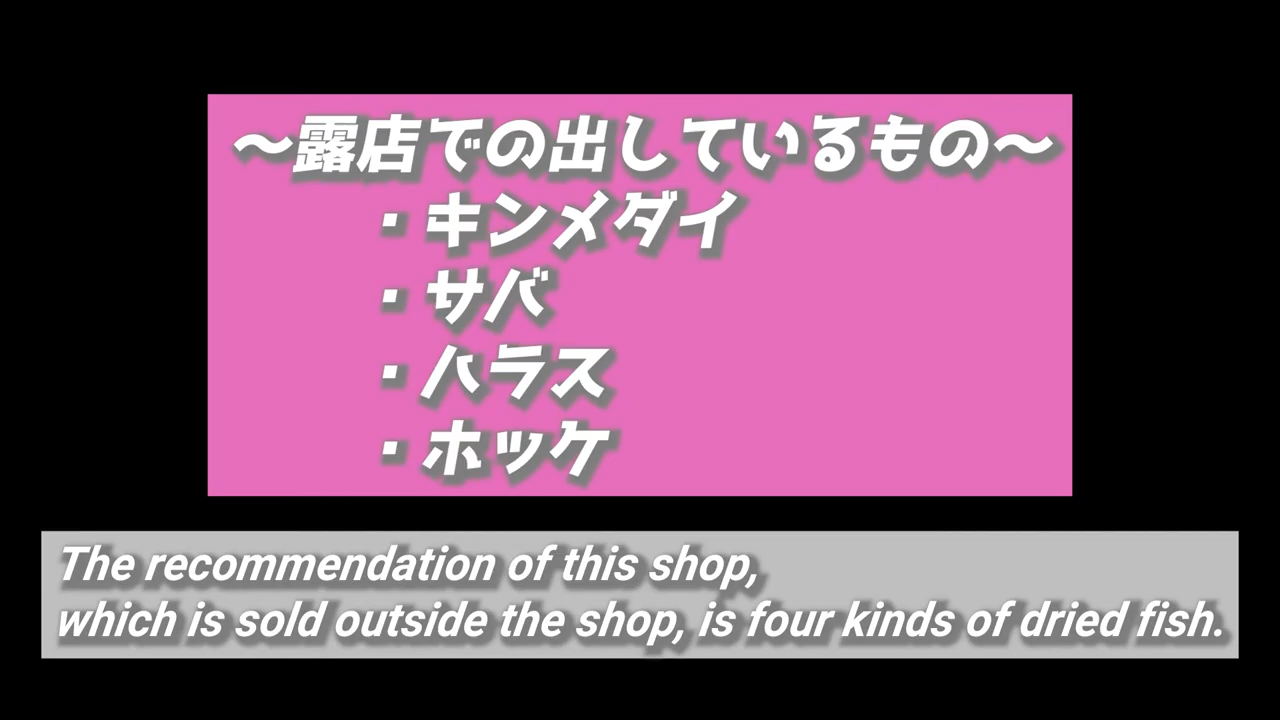 ～露店での出しているもの～
・キンメダイ
・サバ
・ハラス
・ホッケ
The recommendation of this shop,
which is sold outside the shop, is four kinds of dried fish.